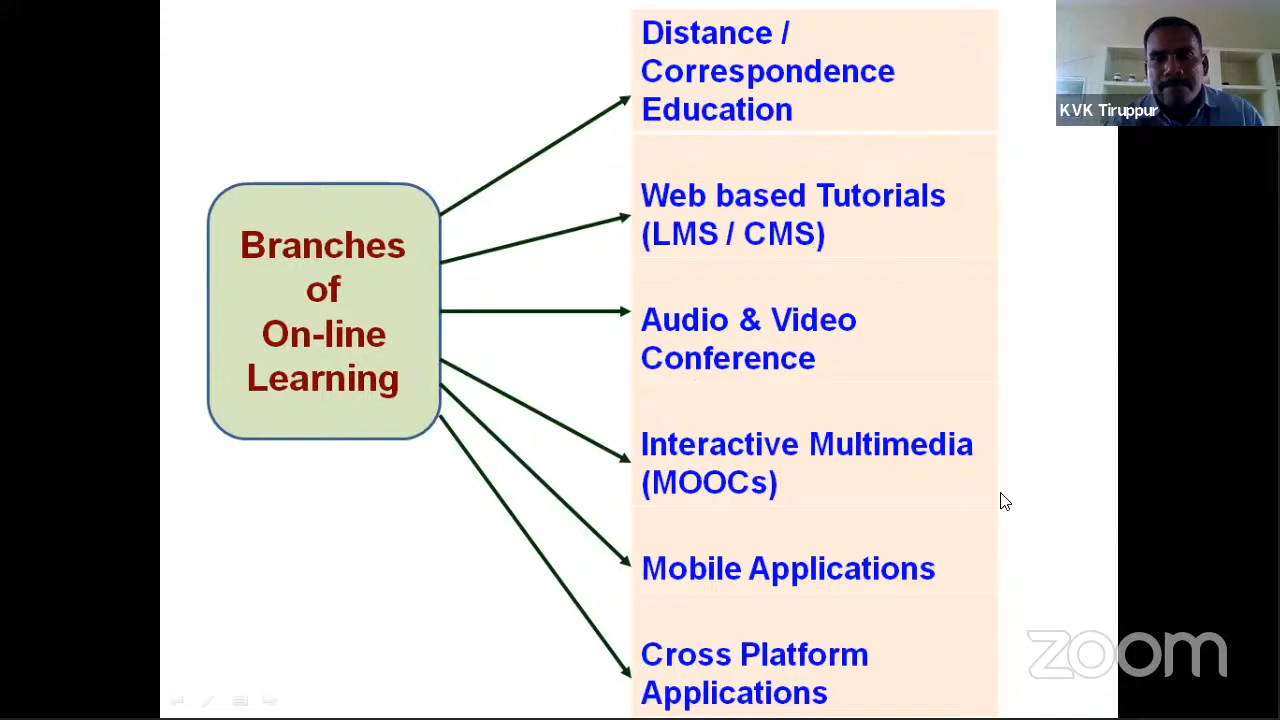 Distance /
Correspondence
Education
KVK Tiruppur
Web based Tutorials
(LMS / CMS)
Branches
of
On-line
Learning
Audio & Video
Conference
Interactive Multimedia
(MOOCs)
Mobile Applications
Cross Platform
Applications
zoom